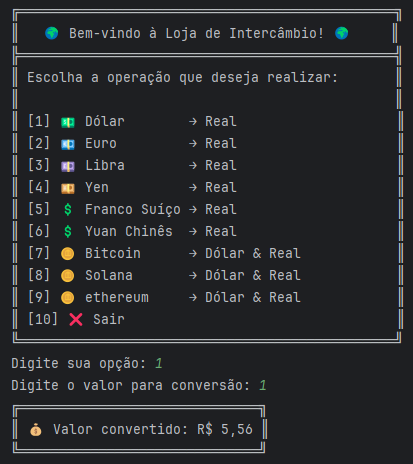 🌍 Bem-vindo à Loja de Intercâmbio! 🌍
Escolha a operação que deseja realizar:
[1] 💵 Dólar → Real
[2] 💶 Euro → Real
[3] 💷 Libra → Real
[4] 💴 Yen → Real
[5] 💲 Franco Suíço → Real
[6] 💲 Yuan Chinês → Real
[7] 🪙 Bitcoin → Dólar & Real
[8] 🪙 Solana → Dólar & Real
[9] 🪙 ethereum → Dólar & Real
[10] ❌ Sair
Digite sua opção: 1
Digite o valor para conversão: 1
💰 Valor convertido: R$ 5,56